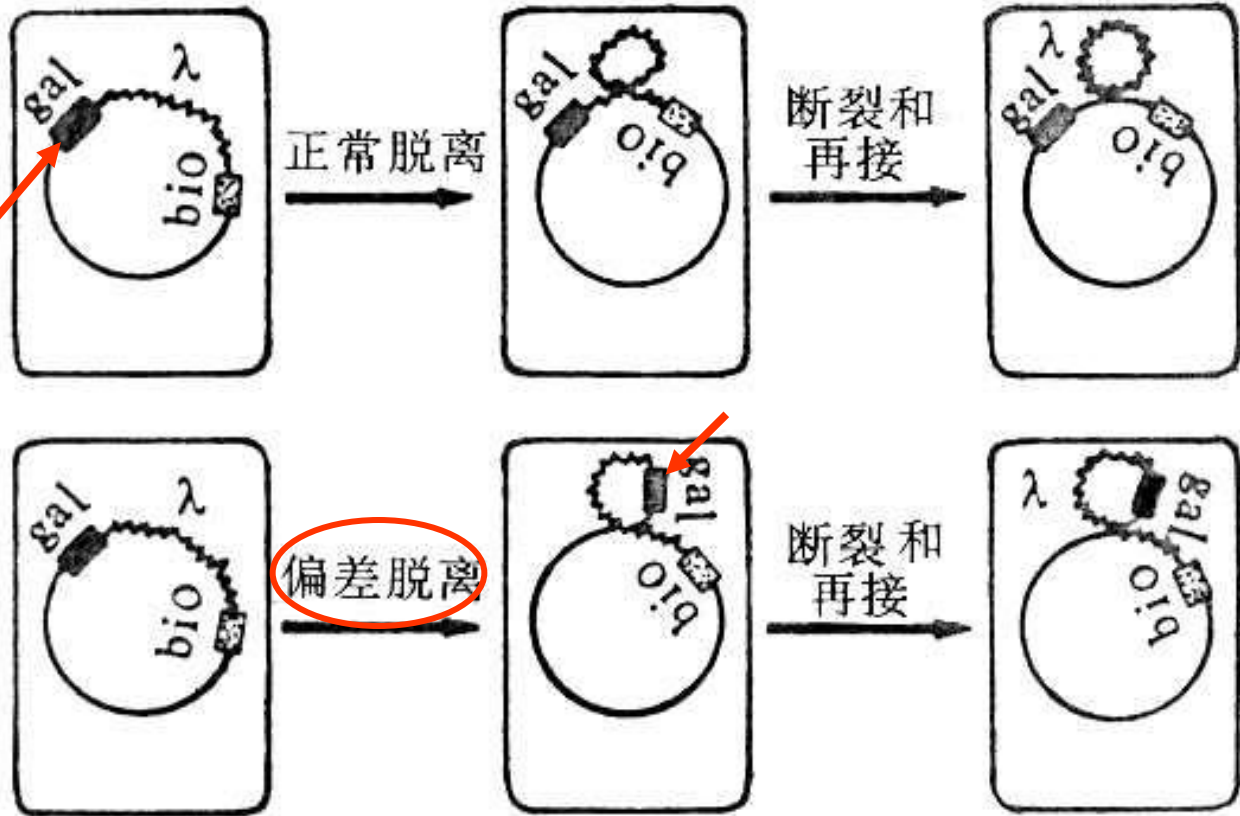 gal λ bio
正常脱离
gal bio
断裂和
再接
gal λ bio
gal λ bio
偏差脱离
gal bio
断裂和
再接
λ gal bio